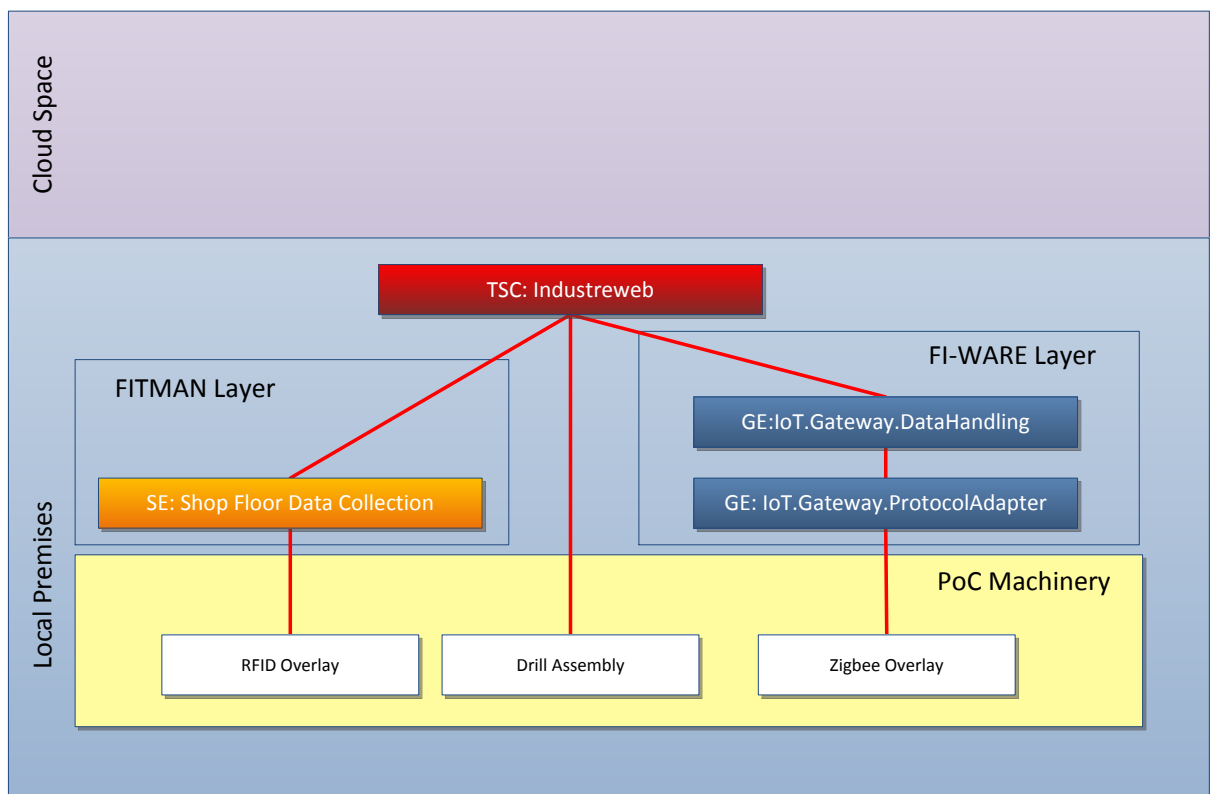 Cloud Space
TSC: Industreweb
FI-WARE Layer
FITMAN Layer
GE:IoT.Gateway.DataHandling
SE: Shop Floor Data Collection
GE: IoT.Gateway.ProtocolAdapter
Local Premises
PoC Machinery
RFID Overlay
Drill Assembly
Zigbee Overlay